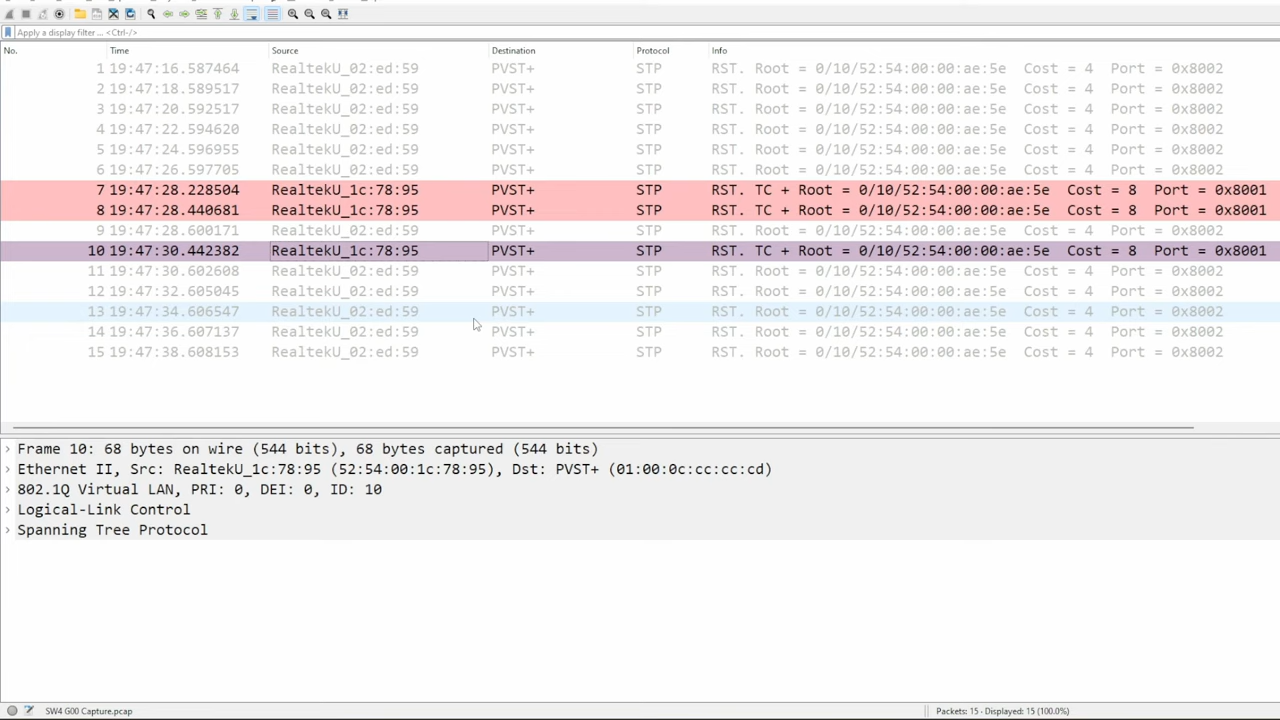 Apply a display filter ... <Ctrl-/>
No. Time Source Destination Protocol Info
1 19:47:16.587464 RealtekU_02:ed:59 PVST+ STP RST. Root = 0/10/52:54:00:00:ae:5e Cost = 4 Port = 0x8002
2 19:47:18.589517 RealtekU_02:ed:59 PVST+ STP RST. Root = 0/10/52:54:00:00:ae:5e Cost = 4 Port = 0x8002
3 19:47:20.592517 RealtekU_02:ed:59 PVST+ STP RST. Root = 0/10/52:54:00:00:ae:5e Cost = 4 Port = 0x8002
4 19:47:22.594620 RealtekU_02:ed:59 PVST+ STP RST. Root = 0/10/52:54:00:00:ae:5e Cost = 4 Port = 0x8002
5 19:47:24.596955 RealtekU_02:ed:59 PVST+ STP RST. Root = 0/10/52:54:00:00:ae:5e Cost = 4 Port = 0x8002
6 19:47:26.597705 RealtekU_02:ed:59 PVST+ STP RST. Root = 0/10/52:54:00:00:ae:5e Cost = 4 Port = 0x8002
7 19:47:28.228504 RealtekU_1c:78:95 PVST+ STP RST. TC + Root = 0/10/52:54:00:00:ae:5e Cost = 8 Port = 0x8001
8 19:47:28.440681 RealtekU_1c:78:95 PVST+ STP RST. TC + Root = 0/10/52:54:00:00:ae:5e Cost = 8 Port = 0x8001
9 19:47:28.600171 RealtekU_02:ed:59 PVST+ STP RST. Root = 0/10/52:54:00:00:ae:5e Cost = 4 Port = 0x8002
10 19:47:30.442382 RealtekU_1c:78:95 PVST+ STP RST. TC + Root = 0/10/52:54:00:00:ae:5e Cost = 8 Port = 0x8001
11 19:47:30.602608 RealtekU_02:ed:59 PVST+ STP RST. Root = 0/10/52:54:00:00:ae:5e Cost = 4 Port = 0x8002
12 19:47:32.605045 RealtekU_02:ed:59 PVST+ STP RST. Root = 0/10/52:54:00:00:ae:5e Cost = 4 Port = 0x8002
13 19:47:34.606547 RealtekU_02:ed:59 PVST+ STP RST. Root = 0/10/52:54:00:00:ae:5e Cost = 4 Port = 0x8002
14 19:47:36.607137 RealtekU_02:ed:59 PVST+ STP RST. Root = 0/10/52:54:00:00:ae:5e Cost = 4 Port = 0x8002
15 19:47:38.608153 RealtekU_02:ed:59 PVST+ STP RST. Root = 0/10/52:54:00:00:ae:5e Cost = 4 Port = 0x8002
Frame 10: 68 bytes on wire (544 bits), 68 bytes captured (544 bits)
Ethernet II, Src: RealtekU_1c:78:95 (52:54:00:1c:78:95), Dst: PVST+ (01:00:0c:cc:cc:cd)
802.1Q Virtual LAN, PRI: 0, DEI: 0, ID: 10
Logical-Link Control
Spanning Tree Protocol
SW4 G00 Capture.pcap Packets: 15 · Displayed: 15 (100.0%)